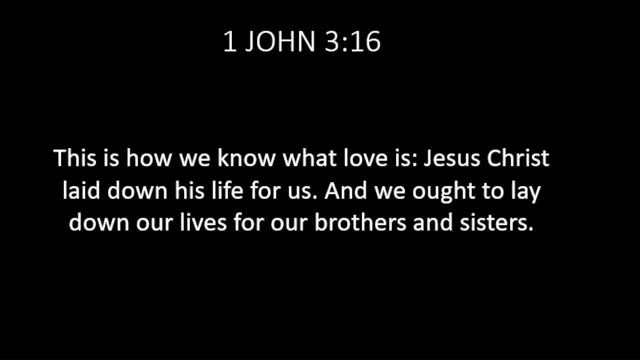 1 JOHN 3:16
This is how we know what love is: Jesus Christ
laid down his life for us. And we ought to lay
down our lives for our brothers and sisters.